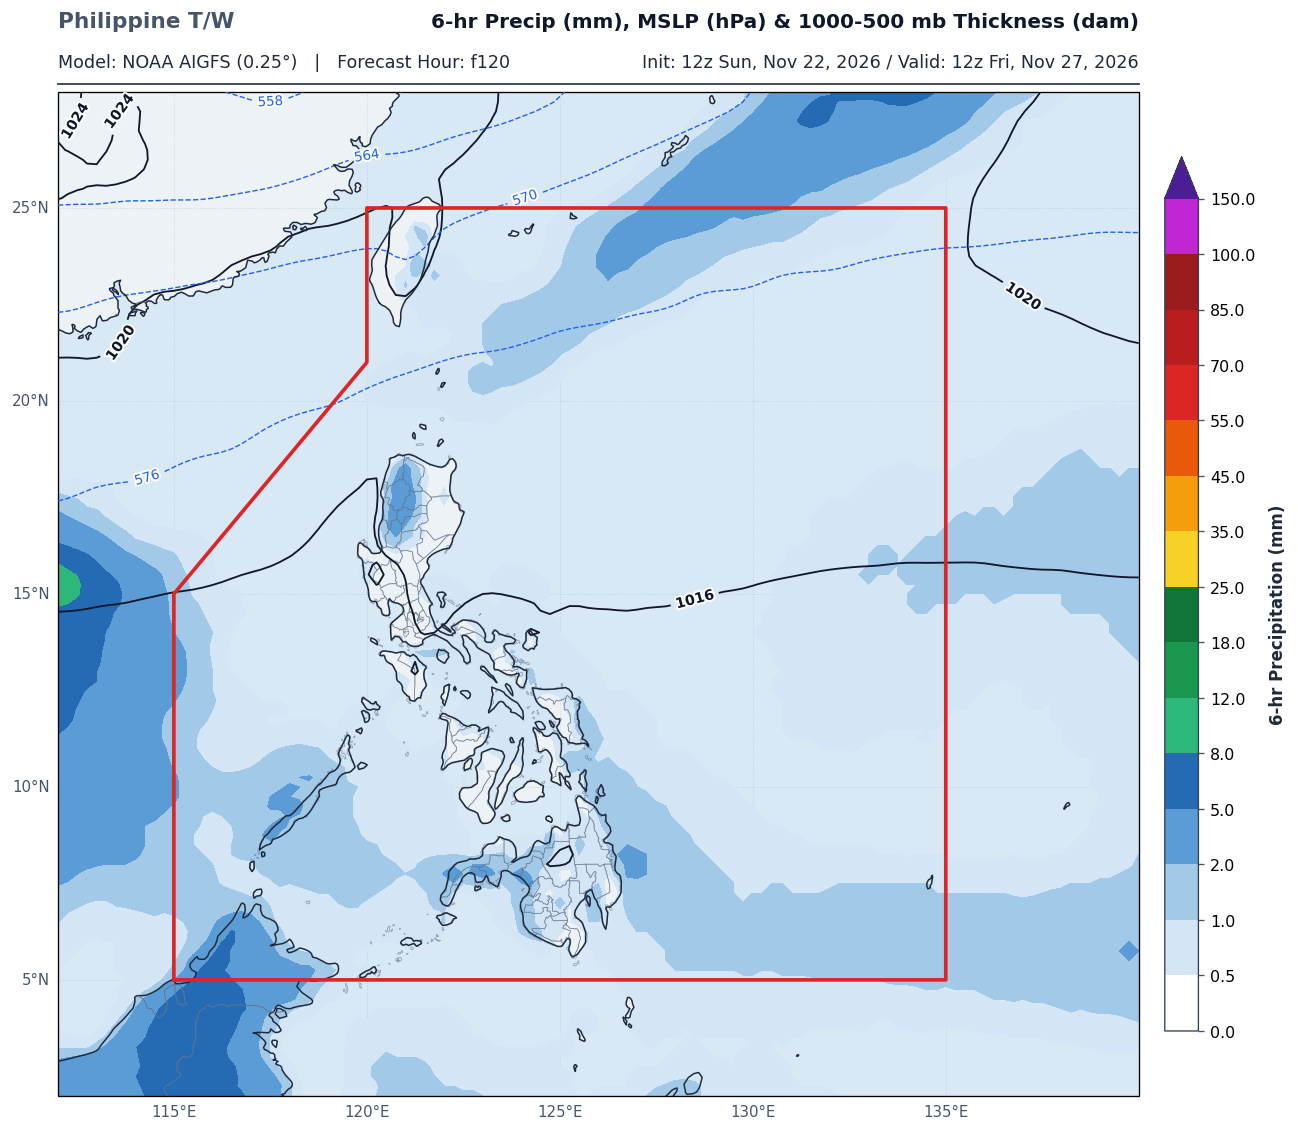 Philippine T/W
6-hr Precip (mm), MSLP (hPa) & 1000-500 mb Thickness (dam)
Model: NOAA AIGFS (0.25°) | Forecast Hour: f120
Init: 12z Sun, Nov 22, 2026 / Valid: 12z Fri, Nov 27, 2026
1024
1024
558
564
570
576
1020
1020
1016
25°N
20°N
15°N
10°N
5°N
115°E
120°E
125°E
130°E
135°E
150.0
100.0
85.0
70.0
55.0
45.0
35.0
25.0
18.0
12.0
8.0
5.0
2.0
1.0
0.5
0.0
6-hr Precipitation (mm)